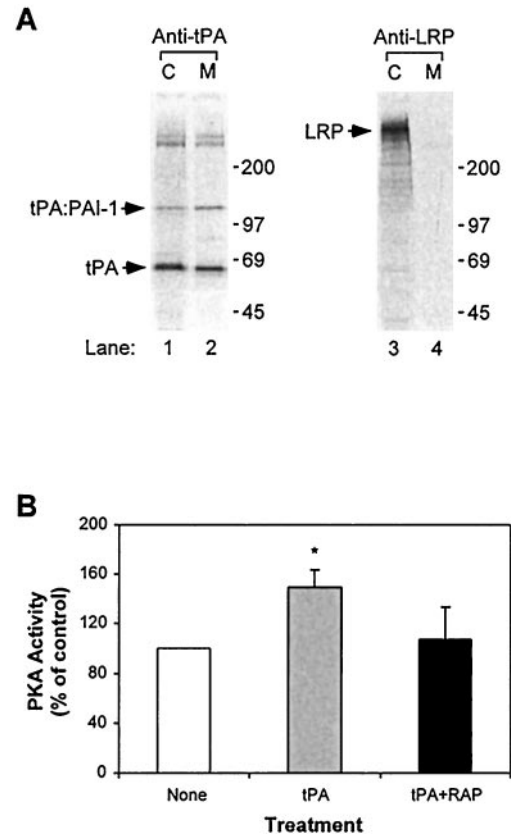 A
Anti-tPA
Anti-LRP
C M
C M
LRP
-200
-200
tPA:PAI-1
-97
-97
tPA
-69
-69
-45
-45
Lane: 1 2 3 4
B
PKA Activity
(% of control)
200
160
120
80
40
0
*
None tPA tPA+RAP
Treatment